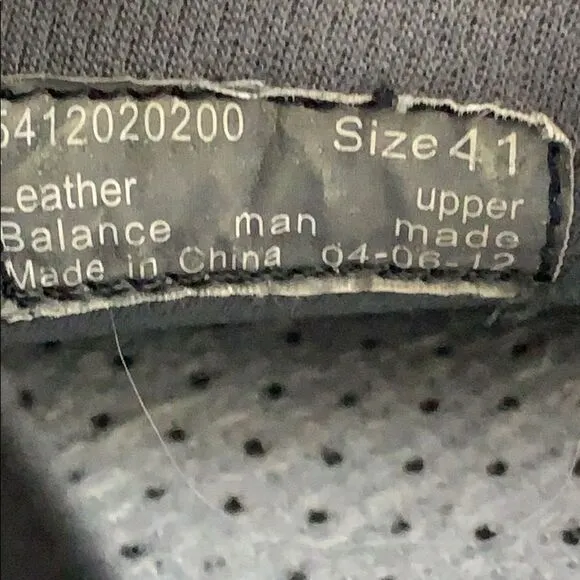 5412020200 Size 41
Leather upper
Balance man made
Made in China 04-06-12